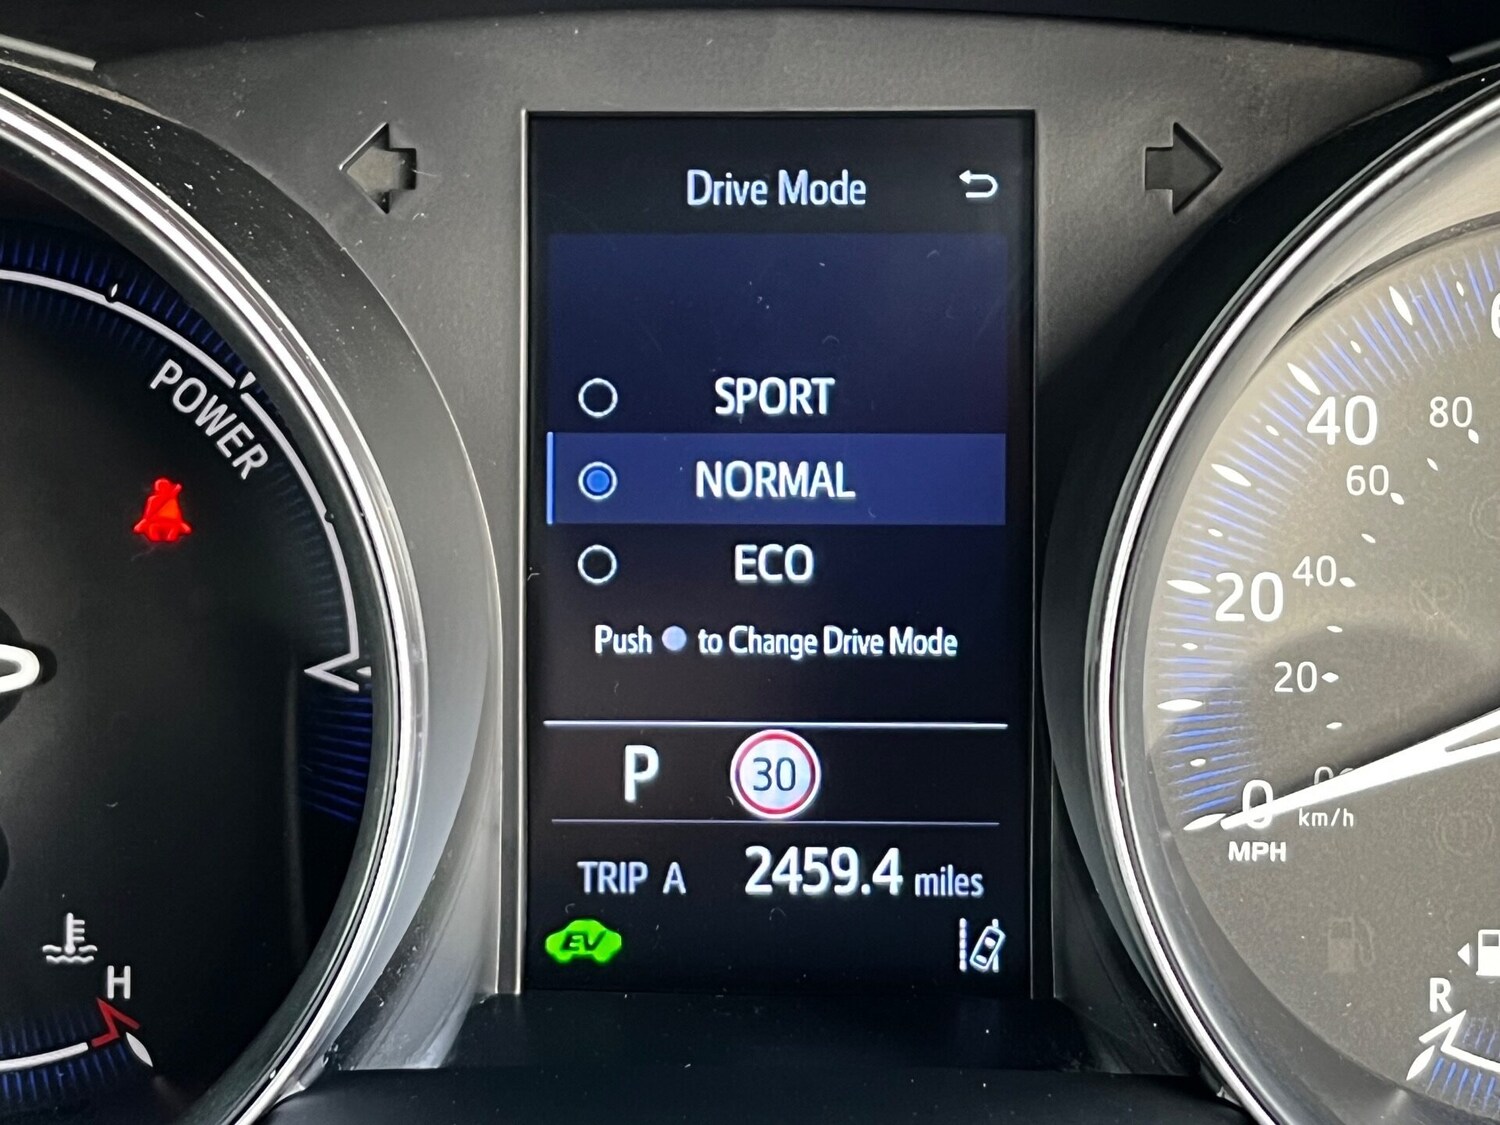 Drive Mode
SPORT
NORMAL
ECO
Push to Change Drive Mode
P 30
TRIP A 2459.4 miles
EV
POWER
H
40 80
60
20 40
20
0
km/h
MPH
R